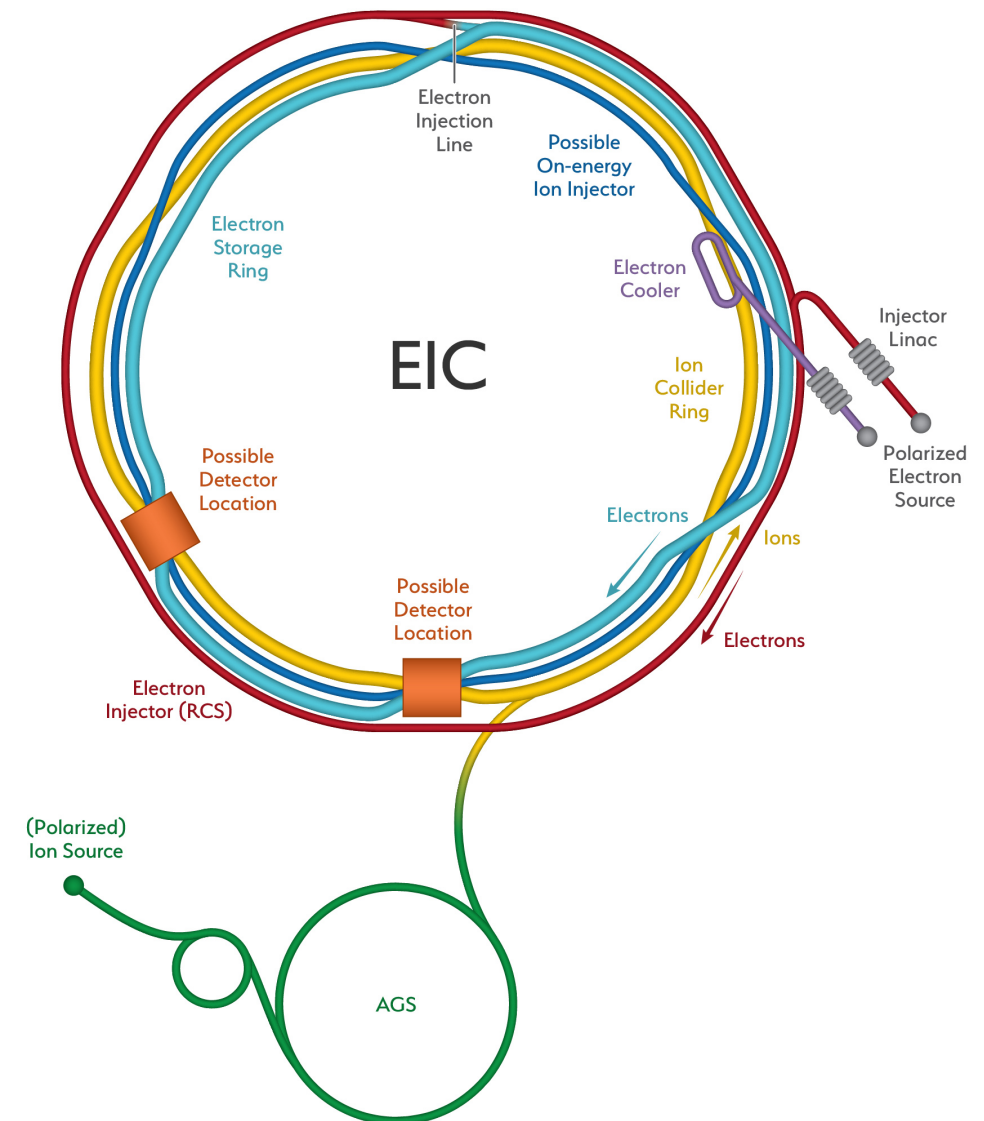 Electron
Injection
Line
Possible
On-energy
Ion Injector
Electron
Storage
Ring
Electron
Cooler
Injector
Linac
EIC
Ion
Collider
Ring
Possible
Detector
Location
Polarized
Electron
Source
Electrons
Ions
Possible
Detector
Location
Electrons
Electron
Injector (RCS)
(Polarized)
Ion Source
AGS